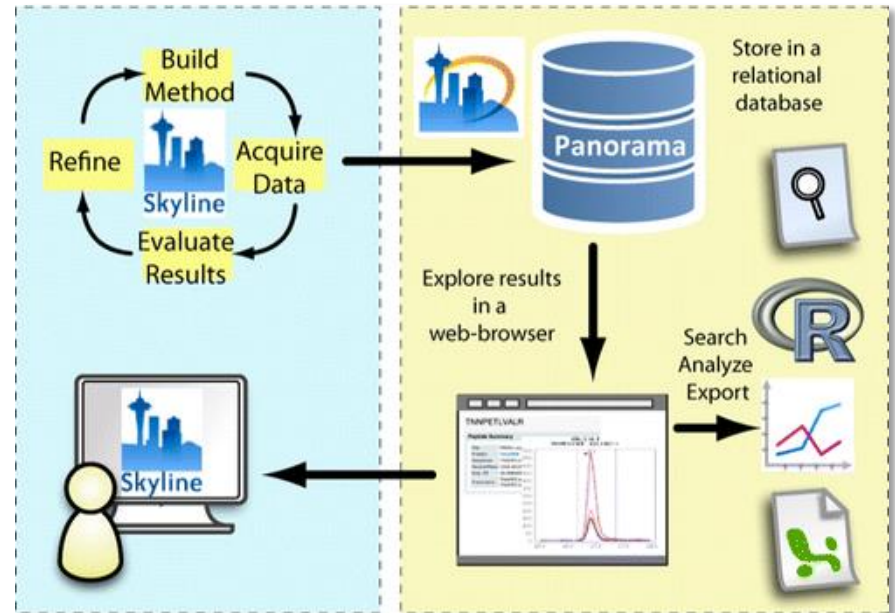 Build
Method
Refine
Acquire
Data
Skyline
Evaluate
Results
Store in a
relational
database
Panorama
Explore results
in a
web-browser
Search
Analyze
Export
R
TNNPETLVALR
Peptide Summary
Skyline